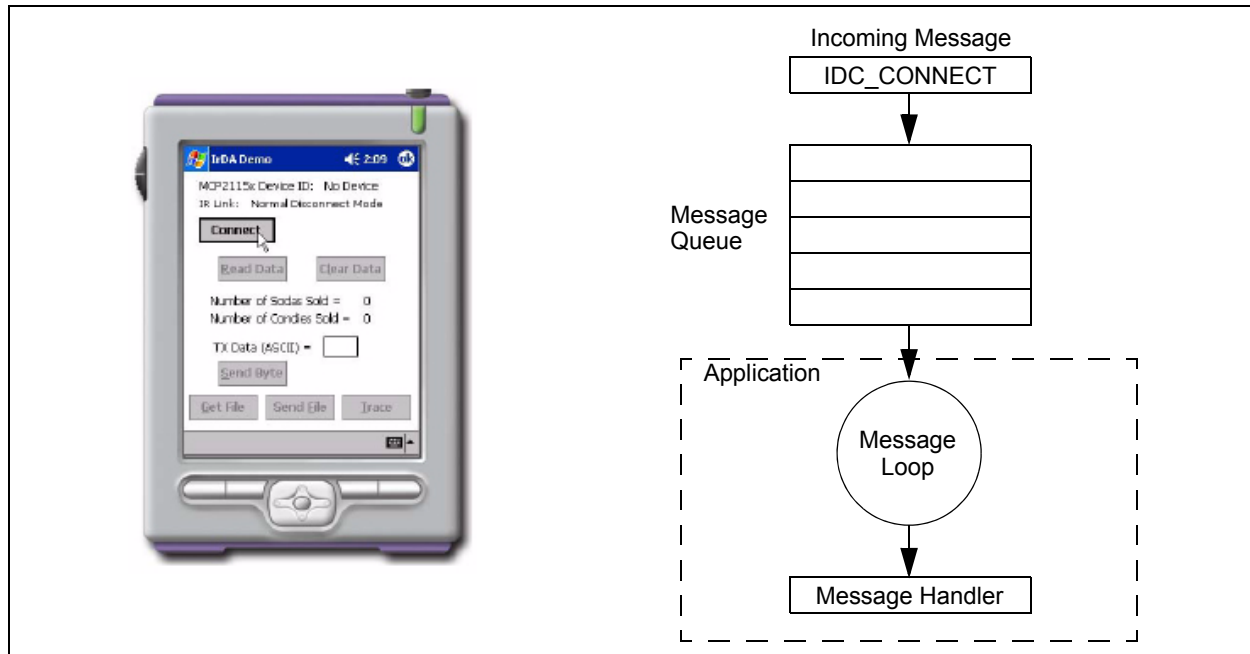 IrDA Demo 2:09 ok
MCP2115x Device ID: No Device
IR Link: Normal Disconnect Mode
Connect
Read Data Clear Data
Number of Sodas Sold = 0
Number of Candies Sold = 0
TX Data (ASCII) =
Send Byte
Get File Send File Trace
Incoming Message
IDC_CONNECT
Message
Queue
Application
Message
Loop
Message Handler